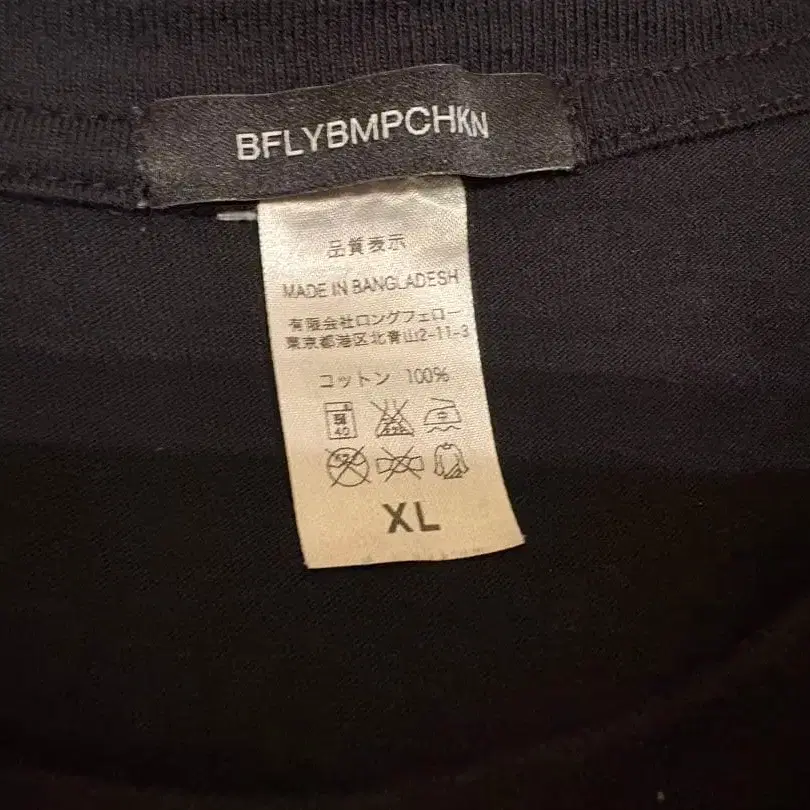 BFLYBMPCHKN
品質表示
MADE IN BANGLADESH
有限会社ロングフェロー
東京都港区北青山2-11-3
コットン 100%
40
XL